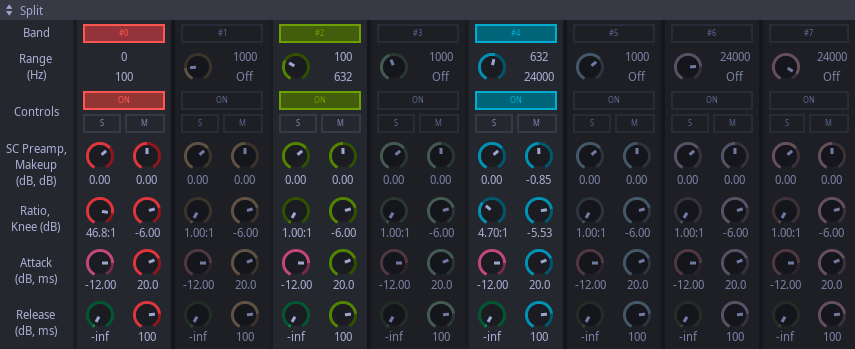 Split
Band #0 #1 #2 #3 #4 #5 #6 #7
Range 0 1000 100 1000 632 1000 24000 24000
(Hz) 100 Off 632 Off 24000 Off Off Off
Controls ON ON ON ON ON ON ON ON
S M S M S M S M S M S M S M S M
SC Preamp,
Makeup
(dB, dB) 0.00 0.00 0.00 0.00 0.00 0.00 0.00 0.00 0.00 -0.85 0.00 0.00 0.00 0.00 0.00 0.00
Ratio,
Knee (dB) 46.8:1 -6.00 1.00:1 -6.00 1.00:1 -6.00 1.00:1 -6.00 4.70:1 -5.53 1.00:1 -6.00 1.00:1 -6.00 1.00:1 -6.00
Attack
(dB, ms) -12.00 20.0 -12.00 20.0 -12.00 20.0 -12.00 20.0 -12.00 20.0 -12.00 20.0 -12.00 20.0 -12.00 20.0
Release
(dB, ms) -inf 100 -inf 100 -inf 100 -inf 100 -inf 100 -inf 100 -inf 100 -inf 100